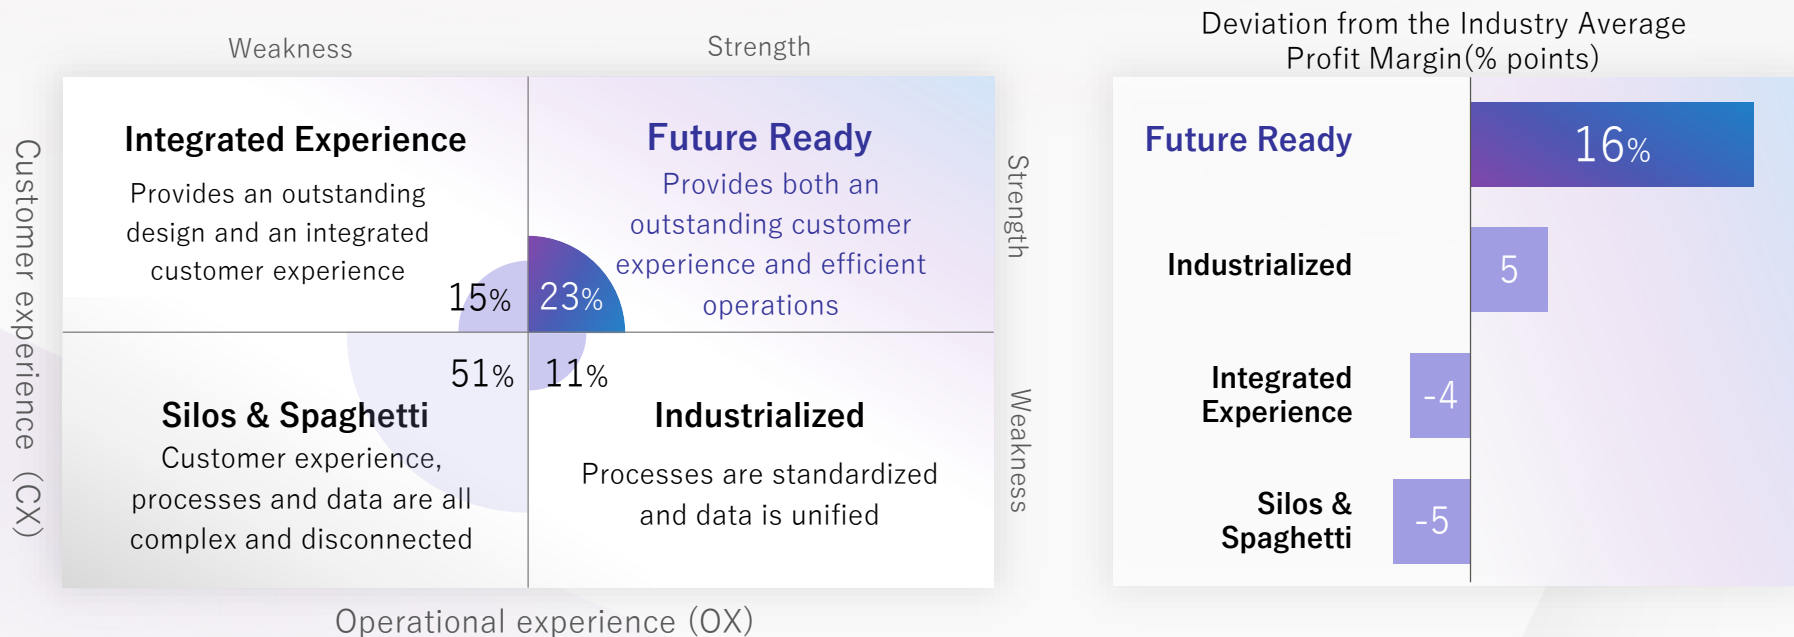 Weakness
Strength
Customer experience (CX)
Integrated Experience
Provides an outstanding
design and an integrated
customer experience
15%
Future Ready
Provides both an
outstanding customer
experience and efficient
operations
23%
Strength
51%
Silos & Spaghetti
Customer experience,
processes and data are all
complex and disconnected
11%
Industrialized
Processes are standardized
and data is unified
Weakness
Operational experience (OX)
Deviation from the Industry Average
Profit Margin(% points)
Future Ready
16%
Industrialized
5
Integrated
Experience
-4
Silos &
Spaghetti
-5